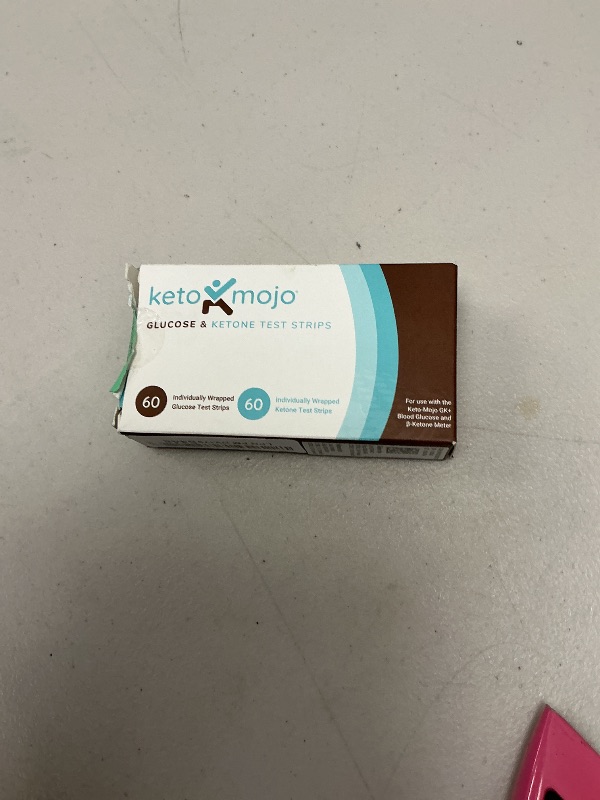 keto mojo
GLUCOSE & KETONE TEST STRIPS
60
Individually Wrapped
Glucose Test Strips
60
Individually Wrapped
Ketone Test Strips
For use with the
Keto-Mojo GK+
Blood Glucose and
β-Ketone Meter